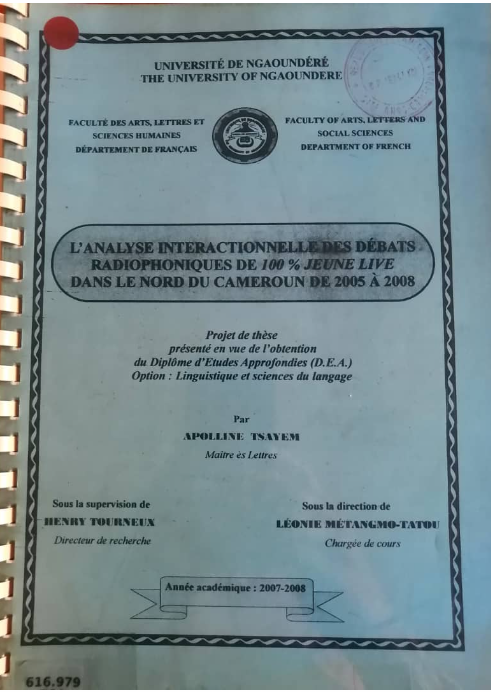 UNIVERSITÉ DE NGAOUNDÉRÉ
THE UNIVERSITY OF NGAOUNDERE
FACULTÉ DES ARTS, LETTRES ET
SCIENCES HUMAINES
DÉPARTEMENT DE FRANÇAIS
FACULTY OF ARTS, LETTERS AND
SOCIAL SCIENCES
DEPARTMENT OF FRENCH
L'ANALYSE INTERACTIONNELLE DES DÉBATS
RADIOPHONIQUES DE 100 % JEUNE LIVE
DANS LE NORD DU CAMEROUN DE 2005 À 2008
Projet de thèse
présenté en vue de l'obtention
du Diplôme d'Etudes Approfondies (D.E.A.)
Option : Linguistique et sciences du langage
Par
APOLLINE TSAYEM
Maître ès Lettres
Sous la supervision de
HENRY TOURNEUX
Directeur de recherche
Sous la direction de
LÉONIE MÉTANGMO-TATOU
Chargée de cours
Année académique : 2007-2008
616.979